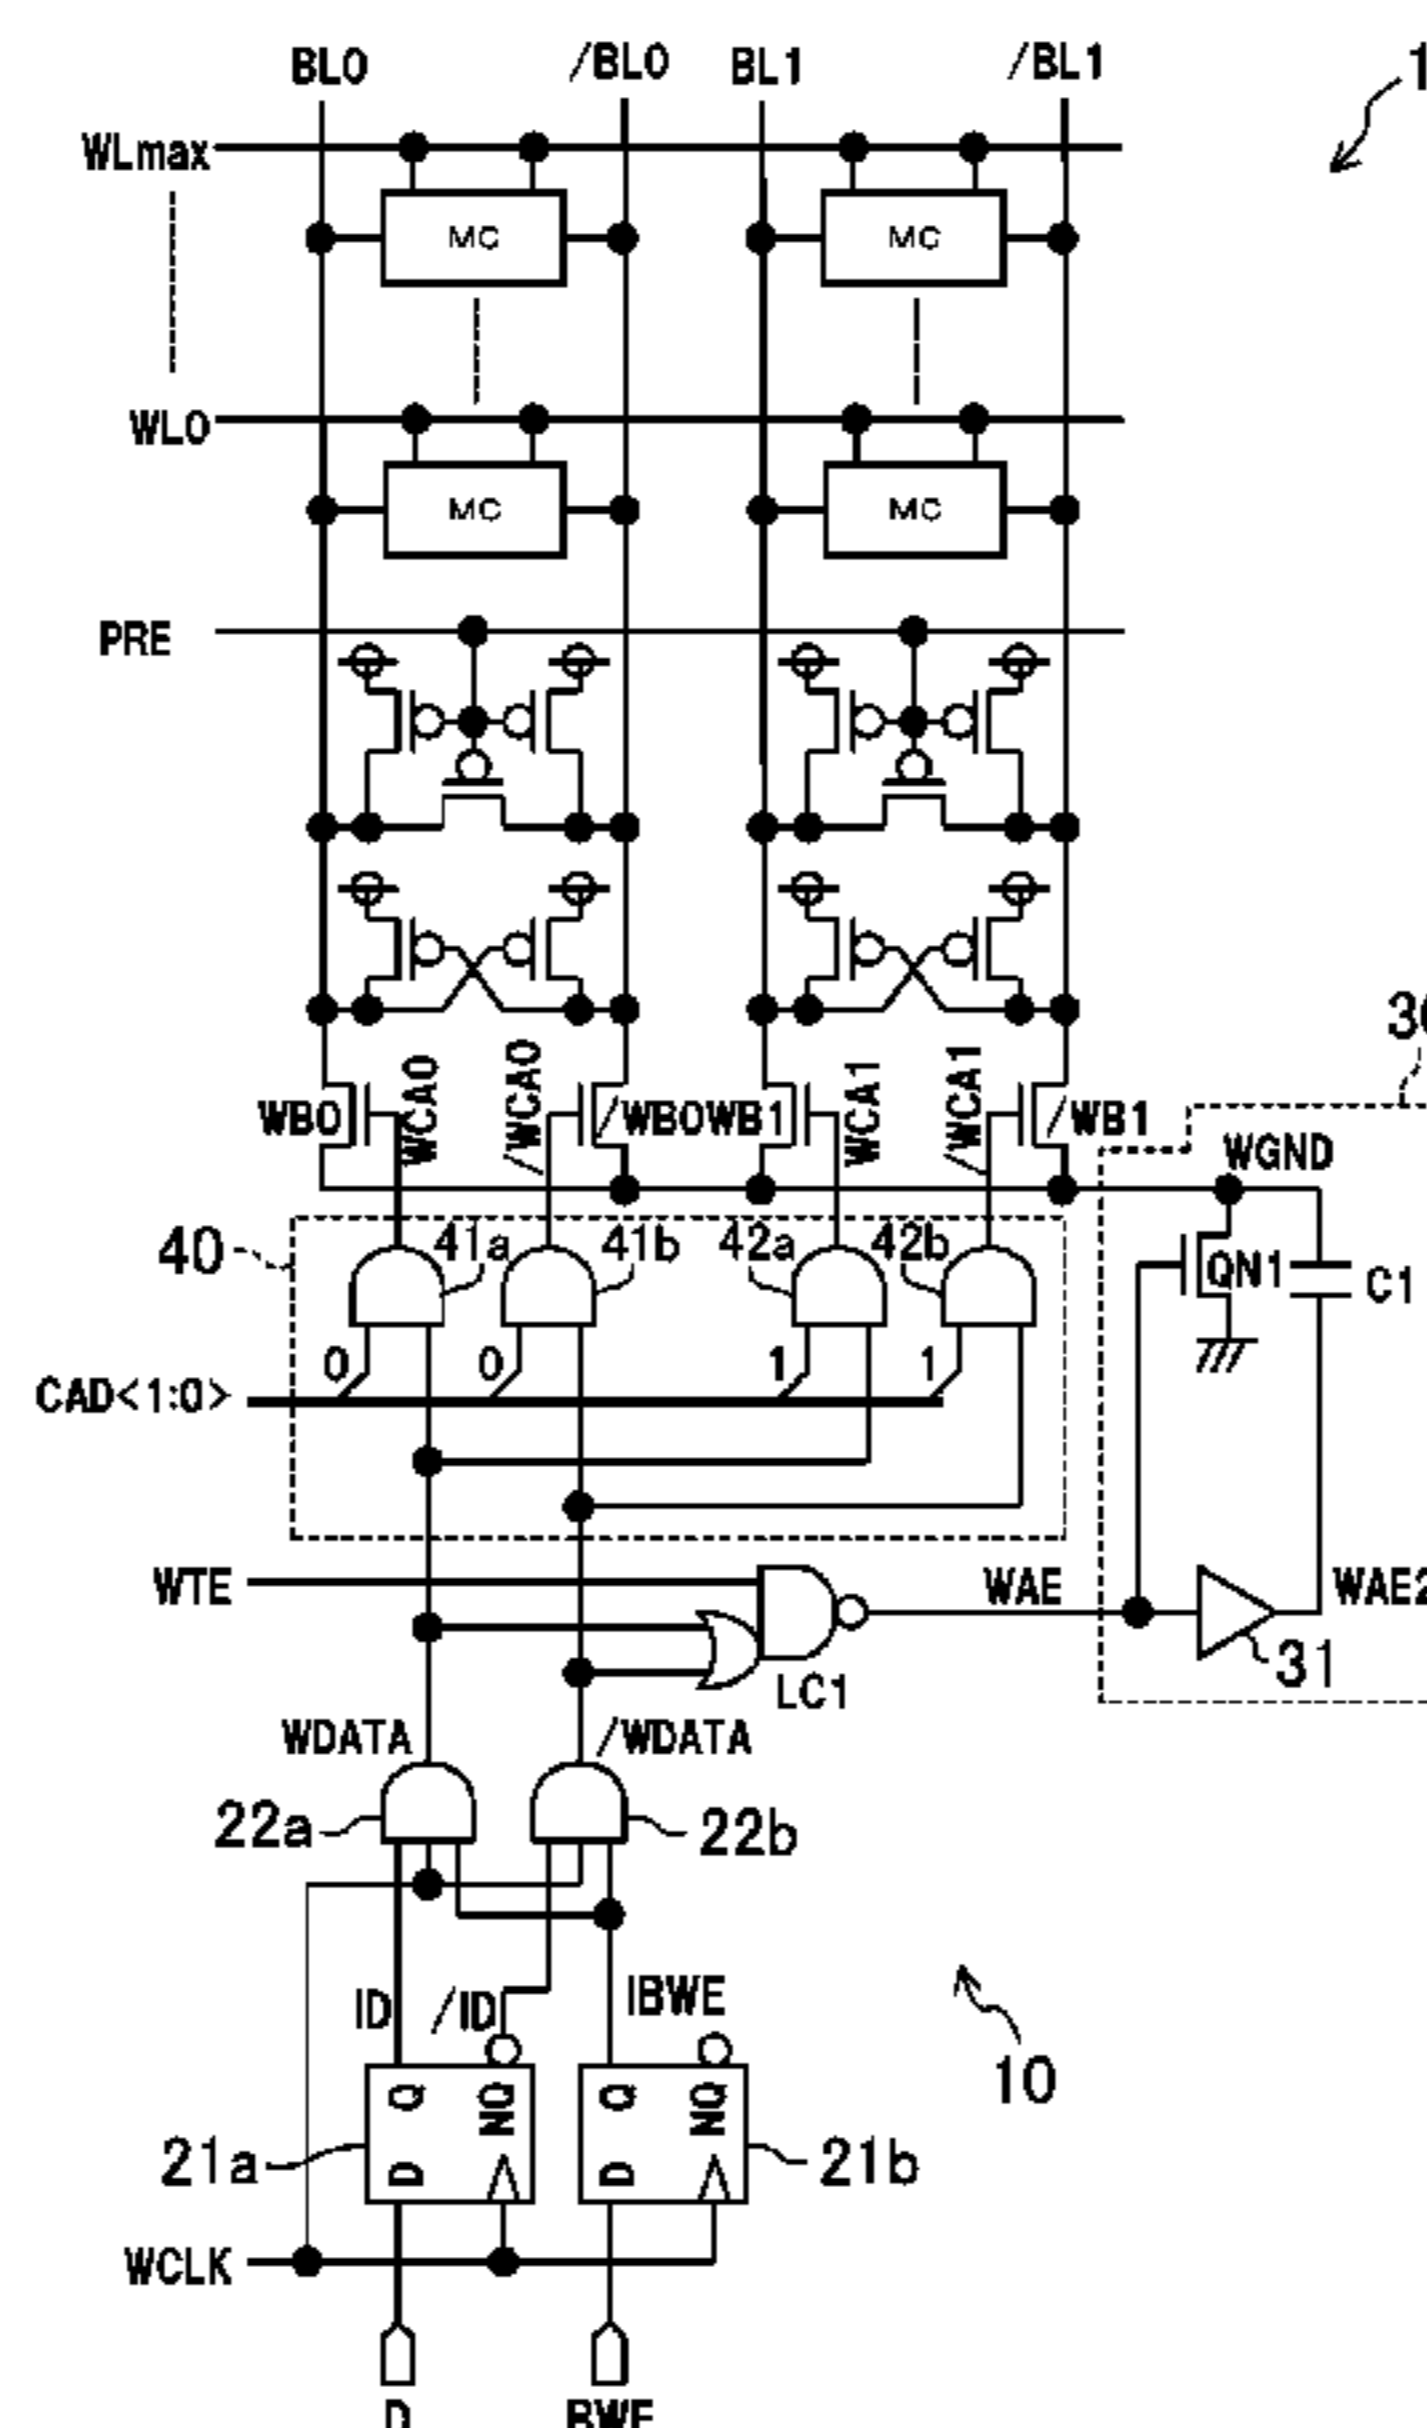 BL0 /BL0 BL1 /BL1
1
WLmax
MC MC
WL0
MC MC
PRE
WCA0 /WCA0 WCA1 /WCA1
WB0 /WB0 WB1 /WB1
WGND
40 41a 41b 42a 42b
QN1 C1
0 0 1 1
CAD<1:0>
WTE WAE WAE2
LC1 31
WDATA /WDATA
22a 22b
ID /ID IBWE
10
Q NQ Q NQ
21a D D 21b
WCLK
D BWE